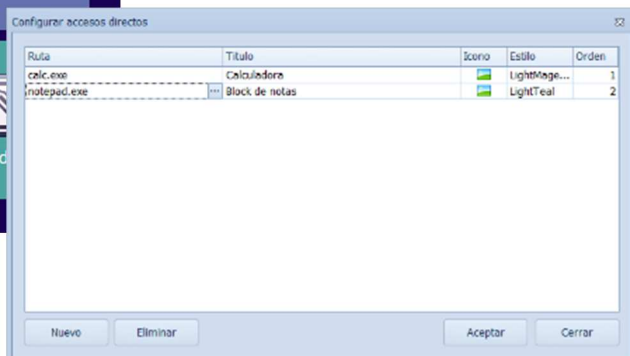 Configurar accesos directos
Ruta Título Icono Estilo Orden
calc.exe Calculadora LightMage... 1
notepad.exe ... Block de notas LightTeal 2
Nuevo Eliminar Aceptar Cerrar